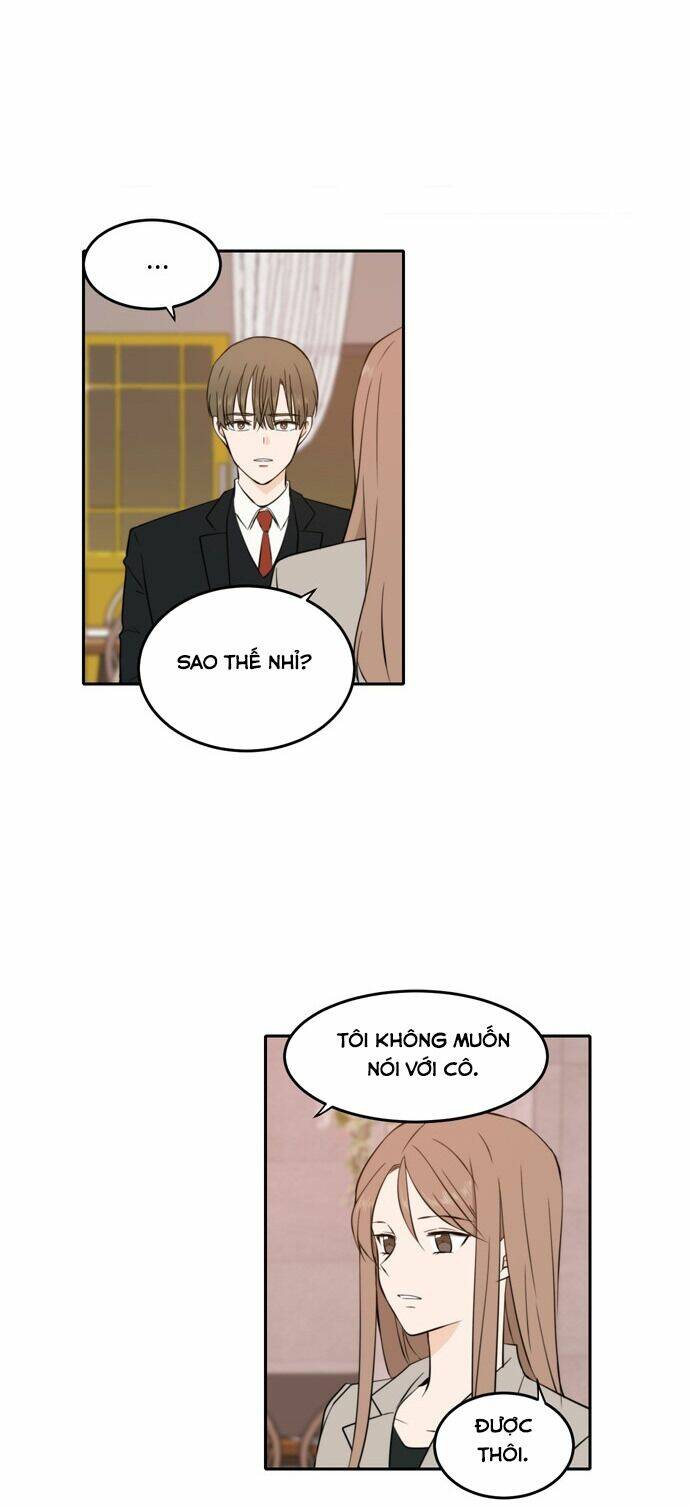 ...
SAO THẾ NHỈ?
TÔI KHÔNG MUỐN
NÓI VỚI CÔ.
ĐƯỢC
THÔI.